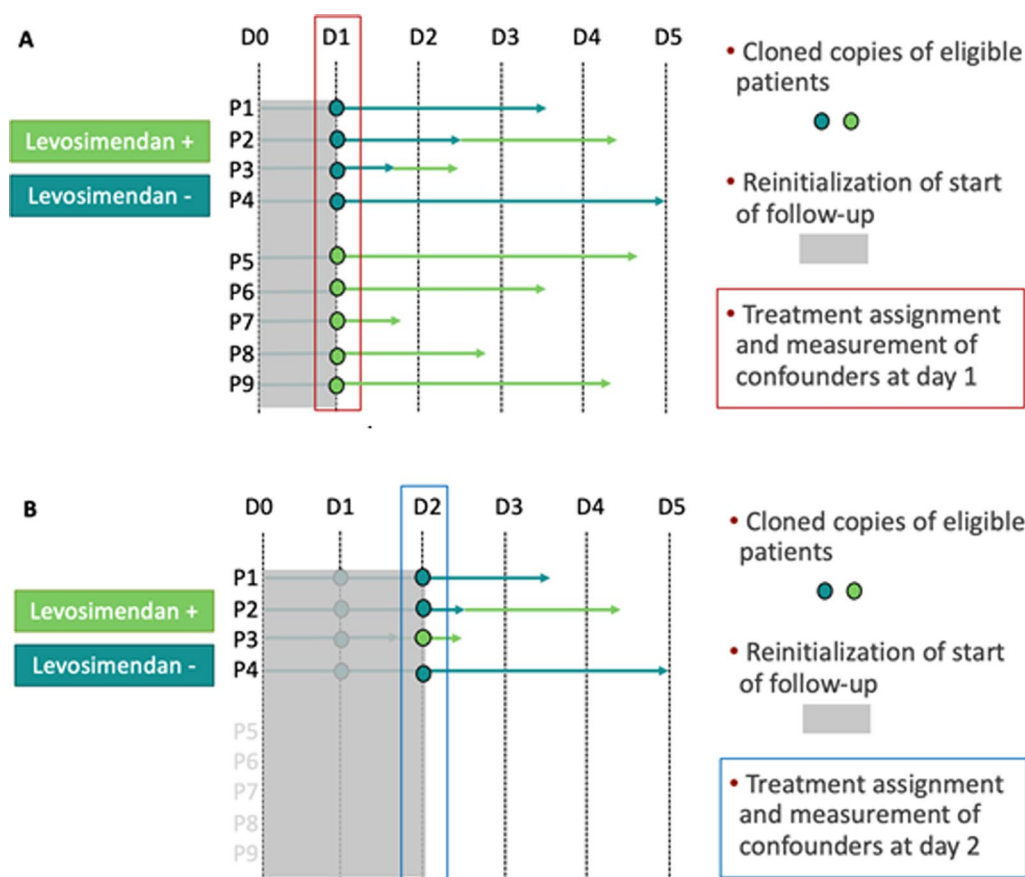 A
D0 D1 D2 D3 D4 D5
P1
P2
P3
P4
P5
P6
P7
P8
P9
Levosimendan +
Levosimendan -
• Cloned copies of eligible
patients
• Reinitialization of start
of follow-up
• Treatment assignment
and measurement of
confounders at day 1
B
D0 D1 D2 D3 D4 D5
P1
P2
P3
P4
P5
P6
P7
P8
P9
Levosimendan +
Levosimendan -
• Cloned copies of eligible
patients
• Reinitialization of start
of follow-up
• Treatment assignment
and measurement of
confounders at day 2